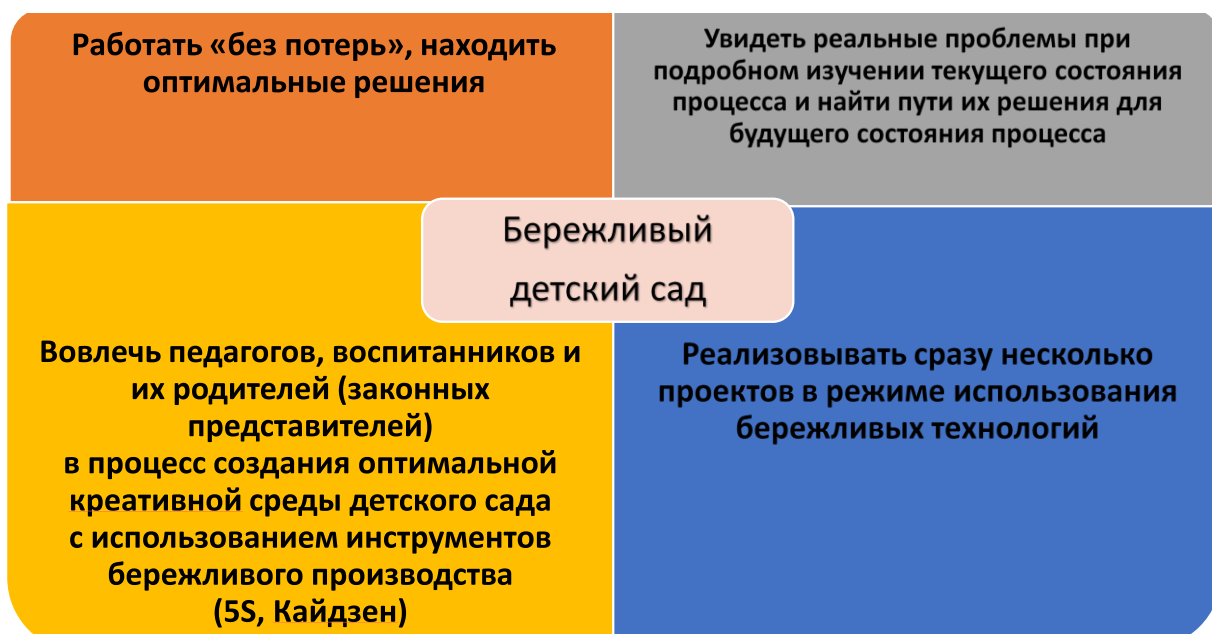 Работать «без потерь», находить
оптимальные решения
Увидеть реальные проблемы при
подробном изучении текущего состояния
процесса и найти пути их решения для
будущего состояния процесса
Бережливый
детский сад
Вовлечь педагогов, воспитанников и
их родителей (законных
представителей)
в процесс создания оптимальной
креативной среды детского сада
с использованием инструментов
бережливого производства
(5S, Кайдзен)
Реализовывать сразу несколько
проектов в режиме использования
бережливых технологий